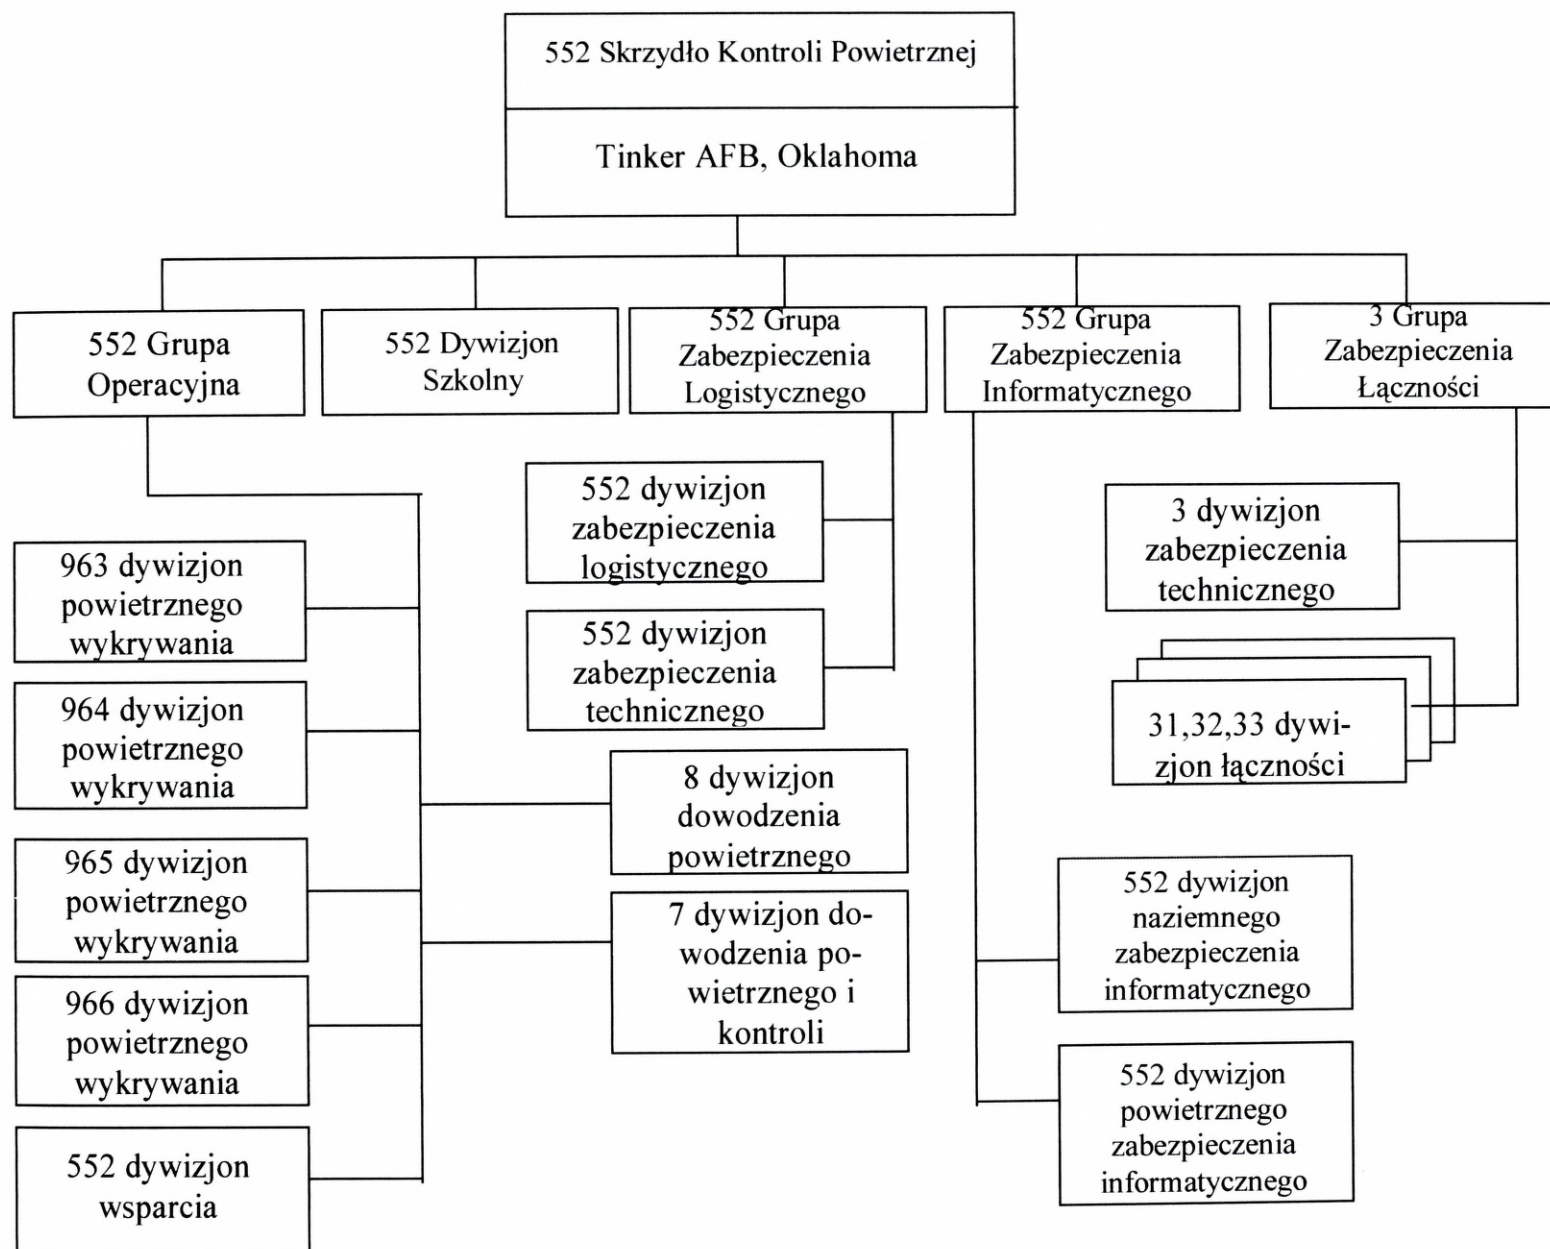 552 Skrzydło Kontroli Powietrznej
Tinker AFB, Oklahoma
552 Grupa
Operacyjna
552 Dywizjon
Szkolny
552 Grupa
Zabezpieczenia
Logistycznego
552 Grupa
Zabezpieczenia
Informatycznego
3 Grupa
Zabezpieczenia
Łączności
963 dywizjon
powietrznego
wykrywania
964 dywizjon
powietrznego
wykrywania
965 dywizjon
powietrznego
wykrywania
966 dywizjon
powietrznego
wykrywania
552 dywizjon
wsparcia
552 dywizjon
zabezpieczenia
logistycznego
552 dywizjon
zabezpieczenia
technicznego
8 dywizjon
dowodzenia
powietrznego
7 dywizjon do-
wodzenia po-
wietrznego i
kontroli
3 dywizjon
zabezpieczenia
technicznego
31,32,33 dywi-
zjon łączności
552 dywizjon
naziemnego
zabezpieczenia
informatycznego
552 dywizjon
powietrznego
zabezpieczenia
informatycznego